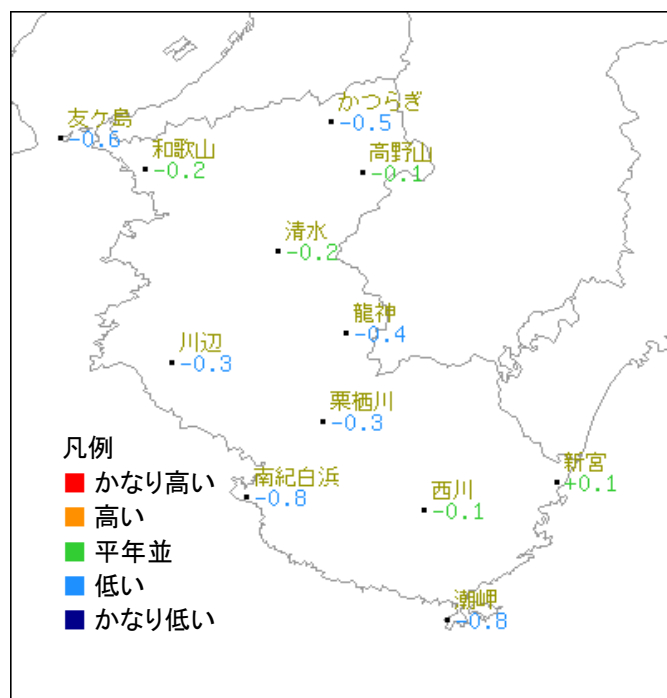 友ケ島
-0.6
かつらぎ
-0.5
和歌山
-0.2
高野山
-0.1
清水
-0.2
龍神
-0.4
川辺
-0.3
栗栖川
-0.3
南紀白浜
-0.8
西川
-0.1
新宮
+0.1
潮岬
-0.8
凡例
かなり高い
高い
平年並
低い
かなり低い